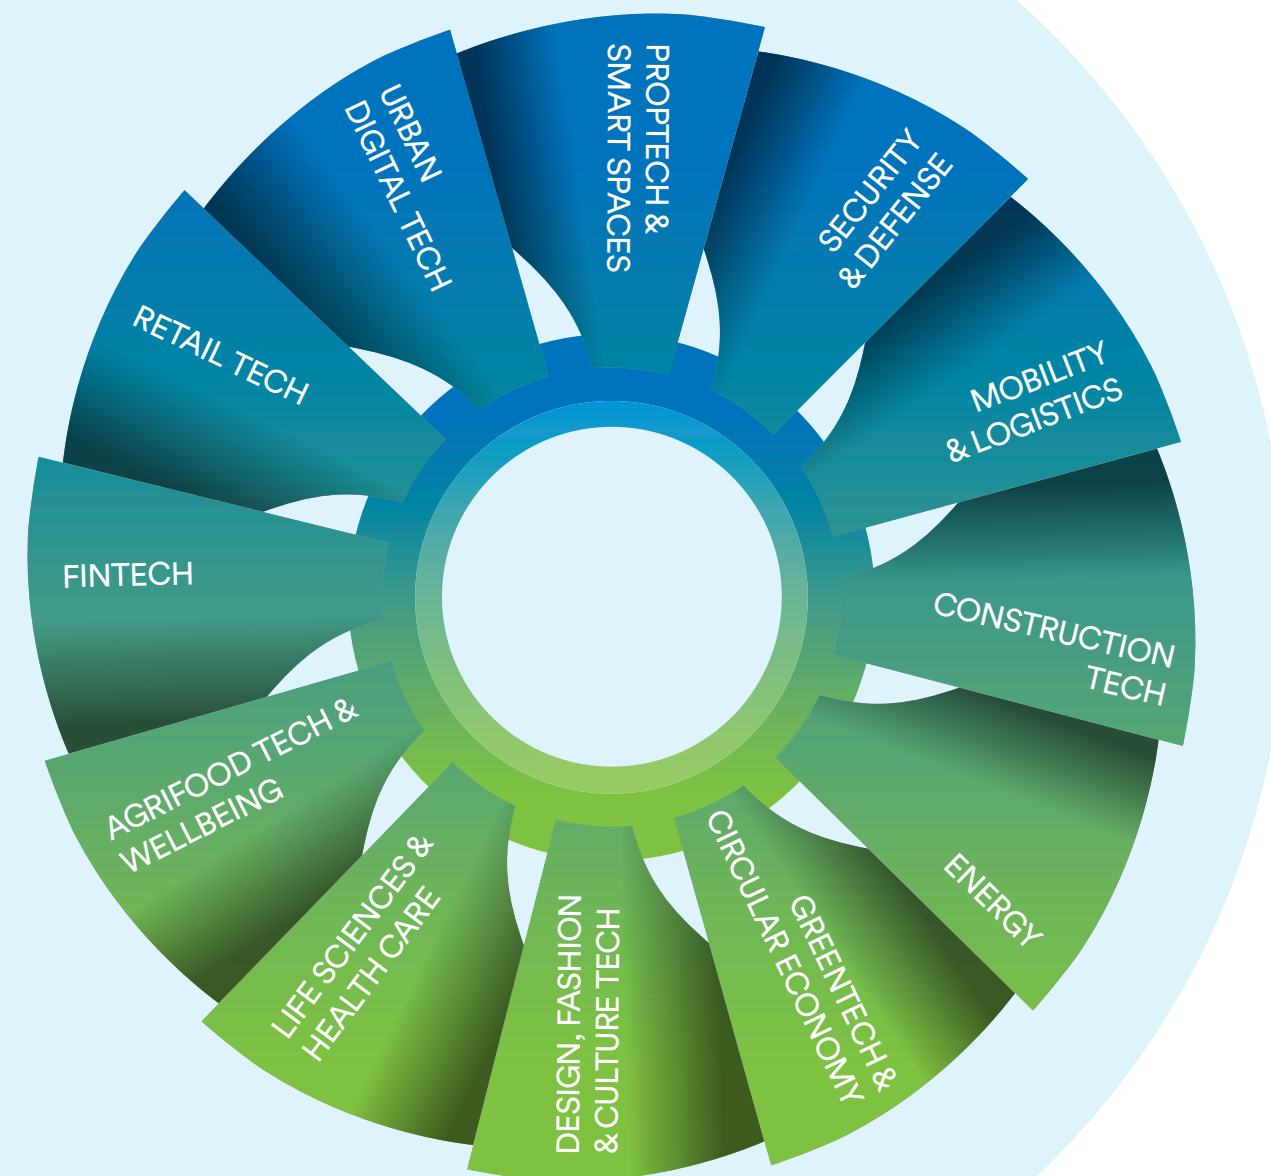 PROPTECH &
SMART SPACES
SECURITY
& DEFENSE
MOBILITY
& LOGISTICS
CONSTRUCTION
TECH
ENERGY
GREENTECH &
CIRCULAR ECONOMY
DESIGN, FASHION
& CULTURE TECH
LIFE SCIENCES &
HEALTH CARE
AGRIFOOD TECH &
WELLBEING
FINTECH
RETAIL TECH
URBAN
DIGITAL TECH